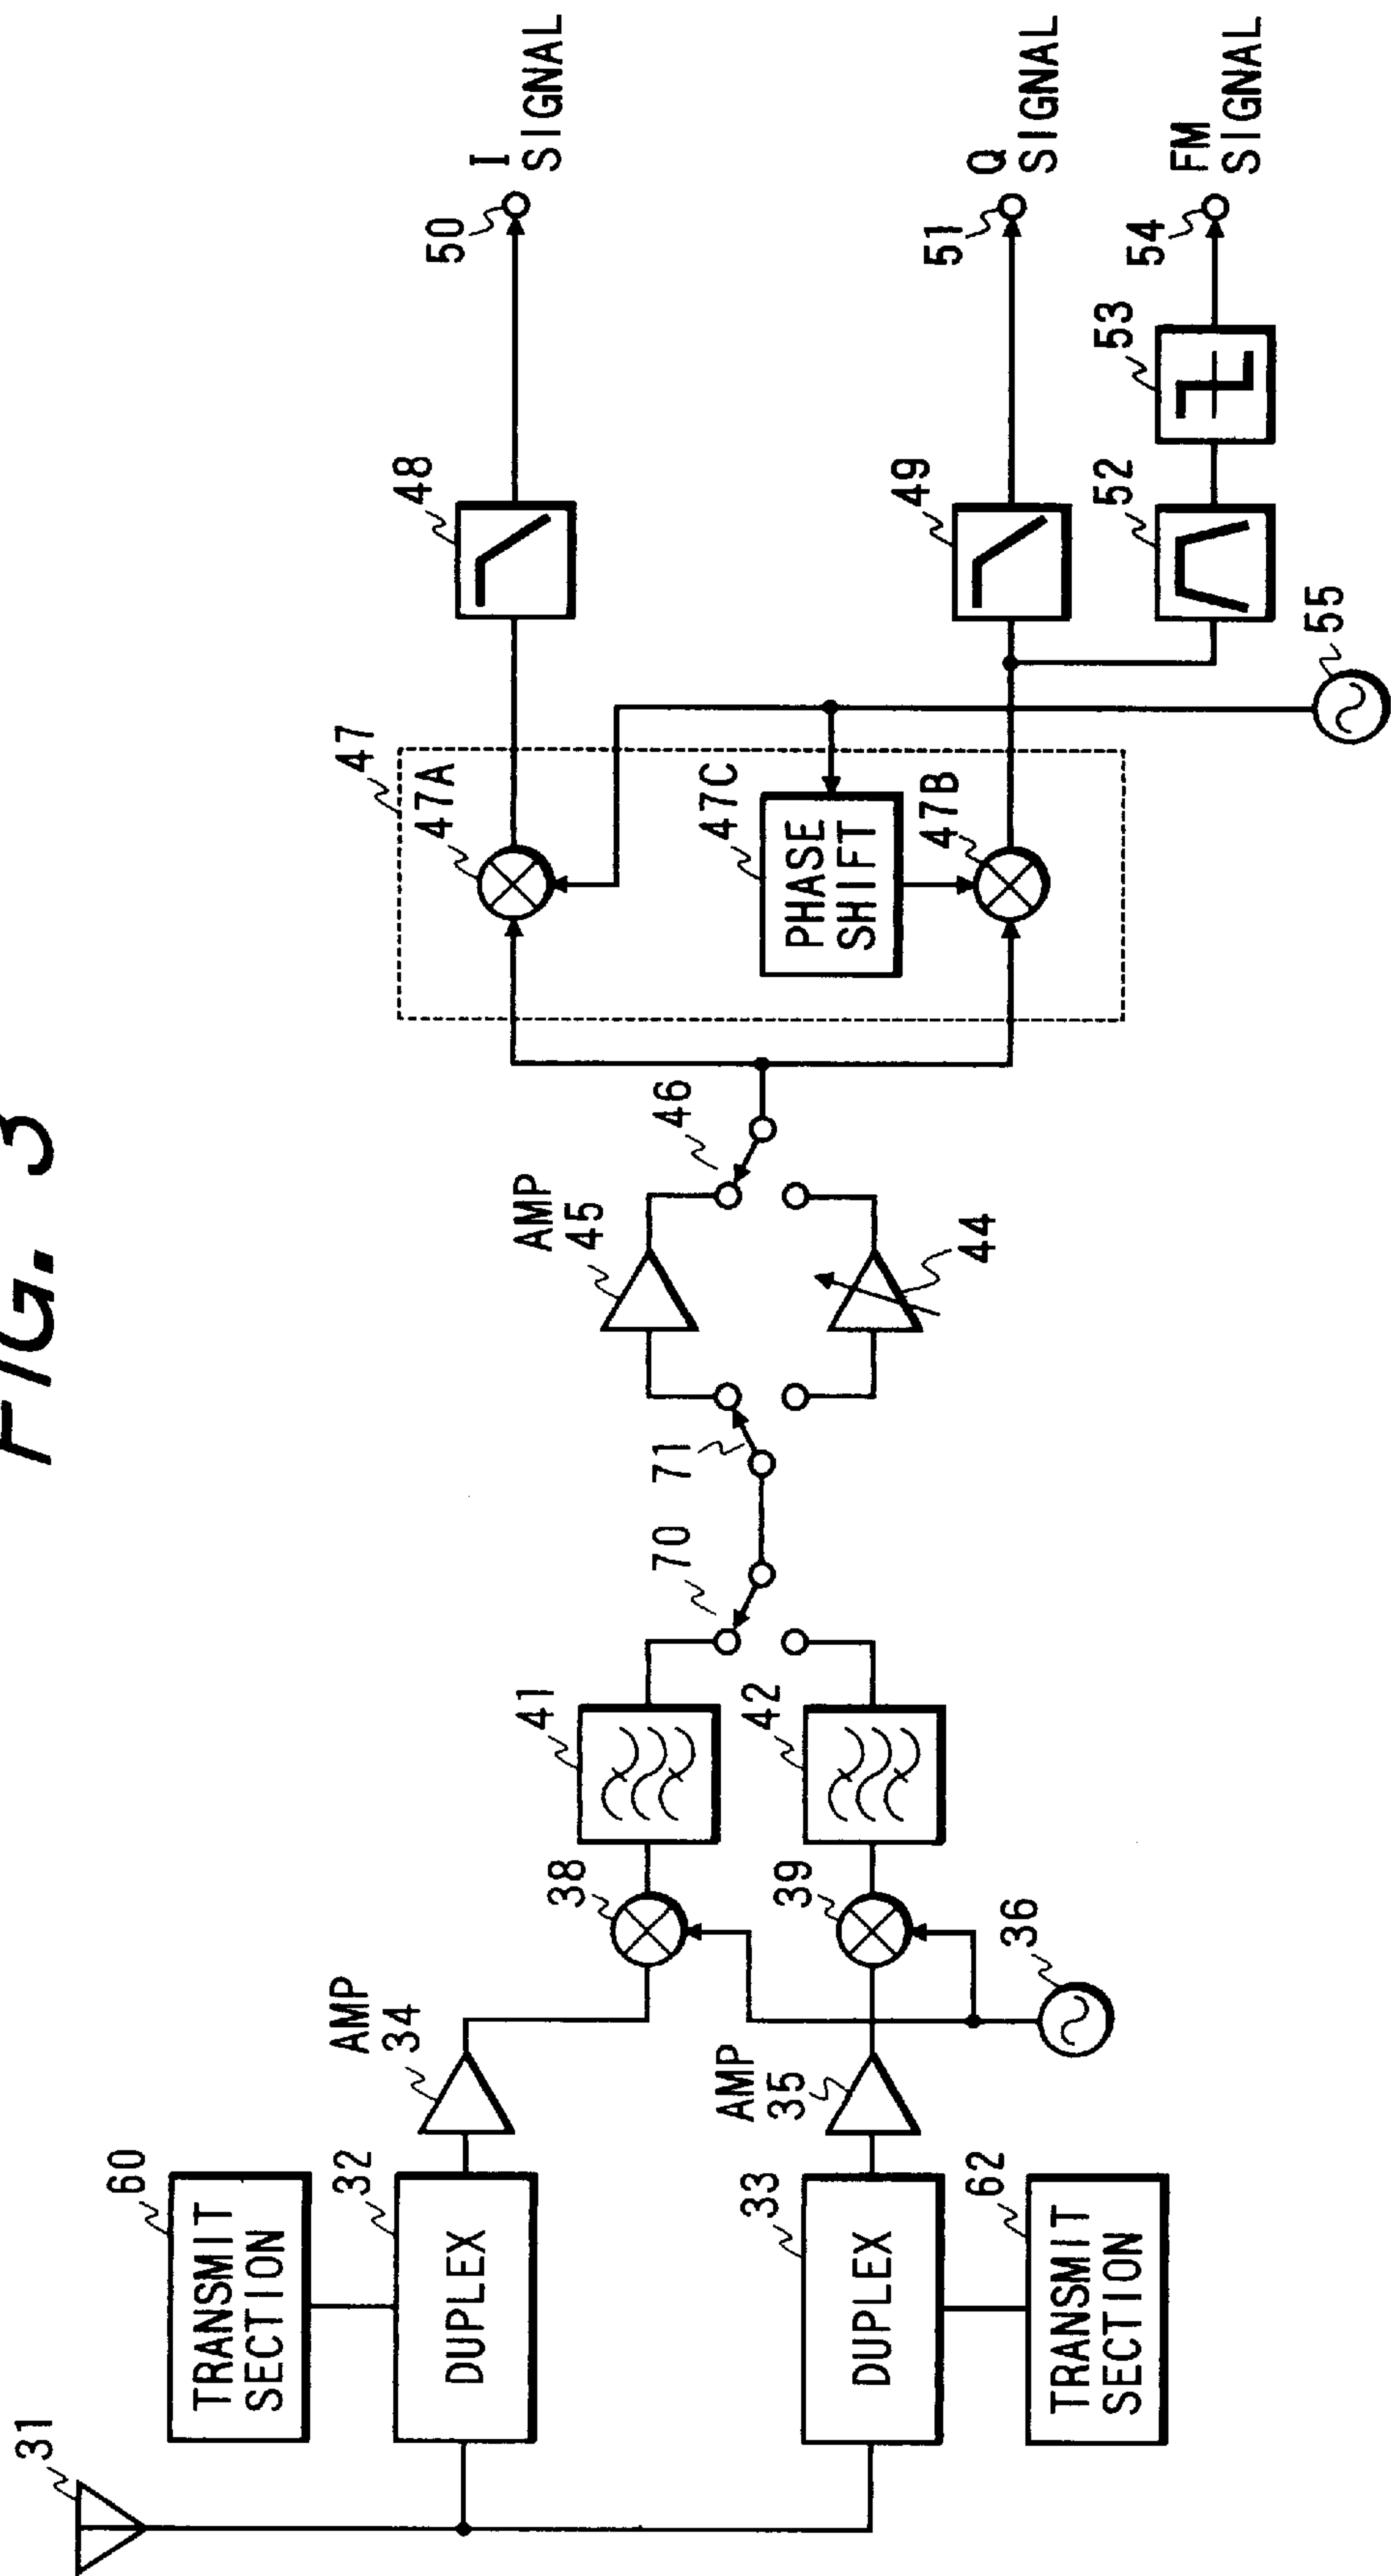 FIG. 3
31
60
TRANSMIT
SECTION
32
DUPLEX
AMP
34
33
DUPLEX
62
TRANSMIT
SECTION
AMP
35
36
38
39
41
42
70
71
AMP
45
44
46
47
47A
47C
PHASE
SHIFT
47B
48
49
50
I
SIGNAL
51
Q
SIGNAL
52
53
54
FM
SIGNAL
55